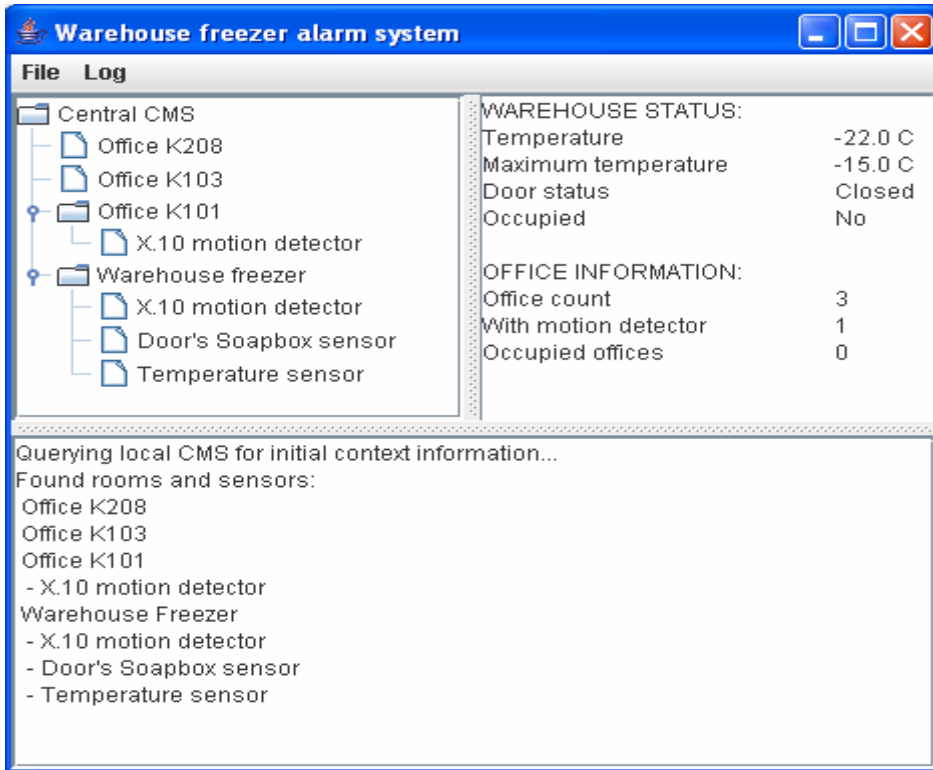 Warehouse freezer alarm system
File Log
Central CMS
Office K208
Office K103
Office K101
X.10 motion detector
Warehouse freezer
X.10 motion detector
Door's Soapbox sensor
Temperature sensor
WAREHOUSE STATUS:
Temperature -22.0 C
Maximum temperature -15.0 C
Door status Closed
Occupied No
OFFICE INFORMATION:
Office count 3
With motion detector 1
Occupied offices 0
Querying local CMS for initial context information...
Found rooms and sensors:
Office K208
Office K103
Office K101
- X.10 motion detector
Warehouse Freezer
- X.10 motion detector
- Door's Soapbox sensor
- Temperature sensor